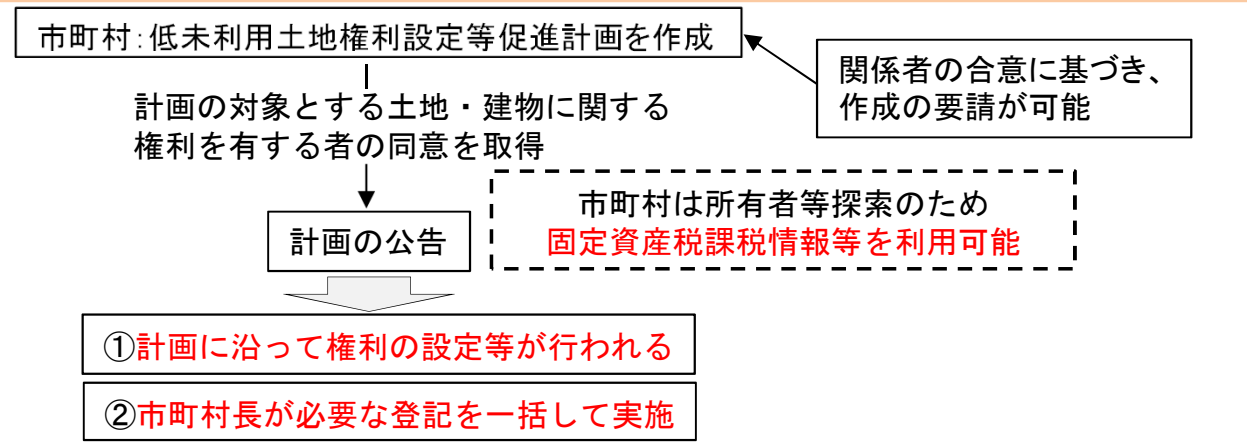 市町村：低未利用土地権利設定等促進計画を作成
関係者の合意に基づき、
作成の要請が可能
計画の対象とする土地・建物に関する
権利を有する者の同意を取得
計画の公告
市町村は所有者等探索のため
固定資産税課税情報等を利用可能
①計画に沿って権利の設定等が行われる
②市町村長が必要な登記を一括して実施